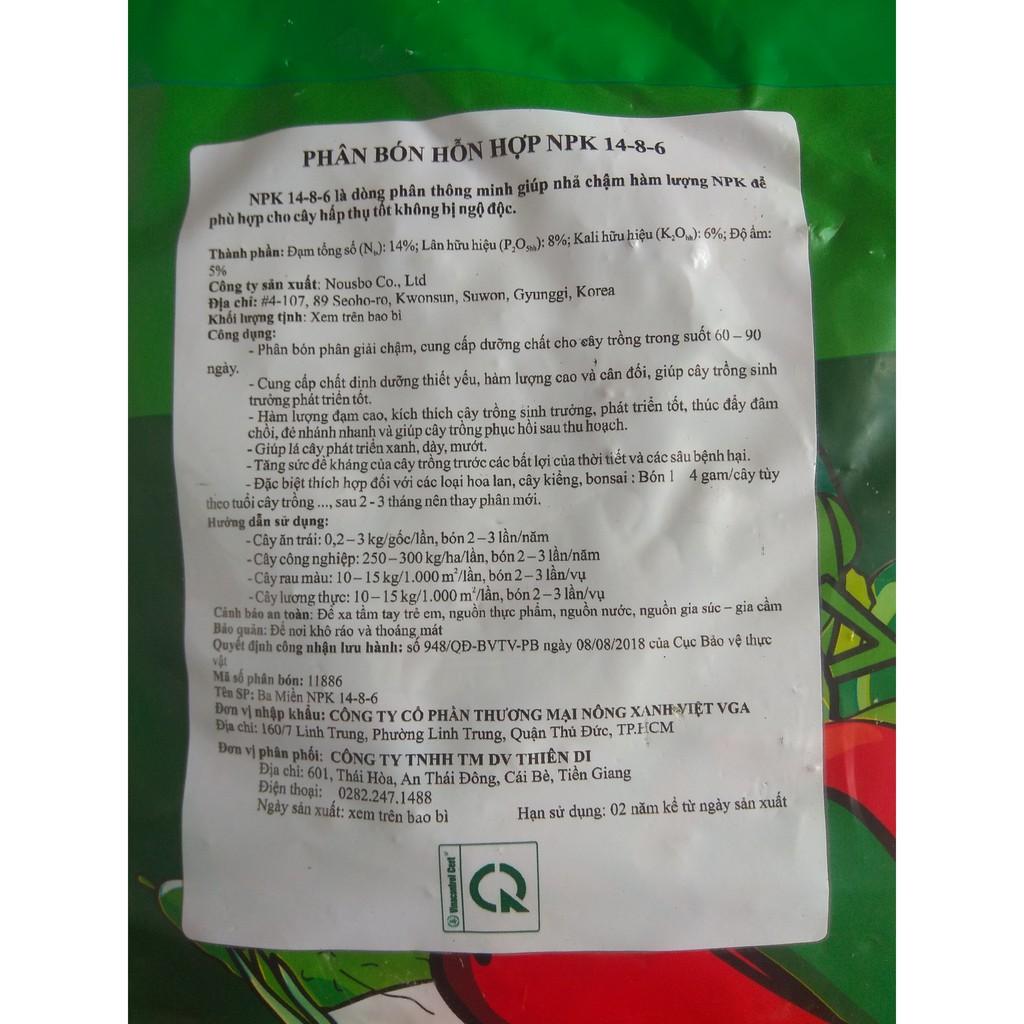 PHÂN BÓN HỖN HỢP NPK 14-8-6
NPK 14-8-6 là dòng phân thông minh giúp nhả chậm hàm lượng NPK để
phù hợp cho cây hấp thụ tốt không bị ngộ độc.
Thành phần: Đạm tổng số (Nts): 14%; Lân hữu hiệu (P2O5hh): 8%; Kali hữu hiệu (K2Ohh): 6%; Độ ẩm:
5%
Công ty sản xuất: Nousbo Co., Ltd
Địa chỉ: #4-107, 89 Seoho-ro, Kwonsun, Suwon, Gyunggi, Korea
Khối lượng tịnh: Xem trên bao bì
Công dụng:
- Phân bón phân giải chậm, cung cấp dưỡng chất cho cây trồng trong suốt 60 – 90
ngày.
- Cung cấp chất dinh dưỡng thiết yếu, hàm lượng cao và cân đối, giúp cây trồng sinh
trưởng phát triển tốt.
- Hàm lượng đạm cao, kích thích cây trồng sinh trưởng, phát triển tốt, thúc đẩy đâm
chồi, đẻ nhánh nhanh và giúp cây trồng phục hồi sau thu hoạch.
- Giúp lá cây phát triển xanh, dày, mướt.
- Tăng sức đề kháng của cây trồng trước các bất lợi của thời tiết và các sâu bệnh hại.
- Đặc biệt thích hợp đối với các loại hoa lan, cây kiểng, bonsai : Bón 1 4 gam/cây tùy
theo tuổi cây trồng ..., sau 2 - 3 tháng nên thay phân mới.
Hướng dẫn sử dụng:
- Cây ăn trái: 0,2 – 3 kg/gốc/lần, bón 2 – 3 lần/năm
- Cây công nghiệp: 250 – 300 kg/ha/lần, bón 2 – 3 lần/năm
- Cây rau màu: 10 – 15 kg/1.000 m²/lần, bón 2 – 3 lần/vụ
- Cây lương thực: 10 – 15 kg/1.000 m²/lần, bón 2 – 3 lần/vụ
Cảnh báo an toàn: Để xa tầm tay trẻ em, nguồn thực phẩm, nguồn nước, nguồn gia súc – gia cầm
Bảo quản: Để nơi khô ráo và thoáng mát
Quyết định công nhận lưu hành: số 948/QĐ-BVTV-PB ngày 08/08/2018 của Cục Bảo vệ thực
vật
Mã số phân bón: 11886
Tên SP: Ba Miền NPK 14-8-6
Đơn vị nhập khẩu: CÔNG TY CỔ PHẦN THƯƠNG MẠI NÔNG XANH VIỆT VGA
Địa chỉ: 160/7 Linh Trung, Phường Linh Trung, Quận Thủ Đức, TP.HCM
Đơn vị phân phối: CÔNG TY TNHH TM DV THIÊN DI
Địa chỉ: 601, Thái Hòa, An Thái Đông, Cái Bè, Tiền Giang
Điện thoại: 0282.247.1488
Ngày sản xuất: xem trên bao bì Hạn sử dụng: 02 năm kể từ ngày sản xuất
Vinacontrol Cert